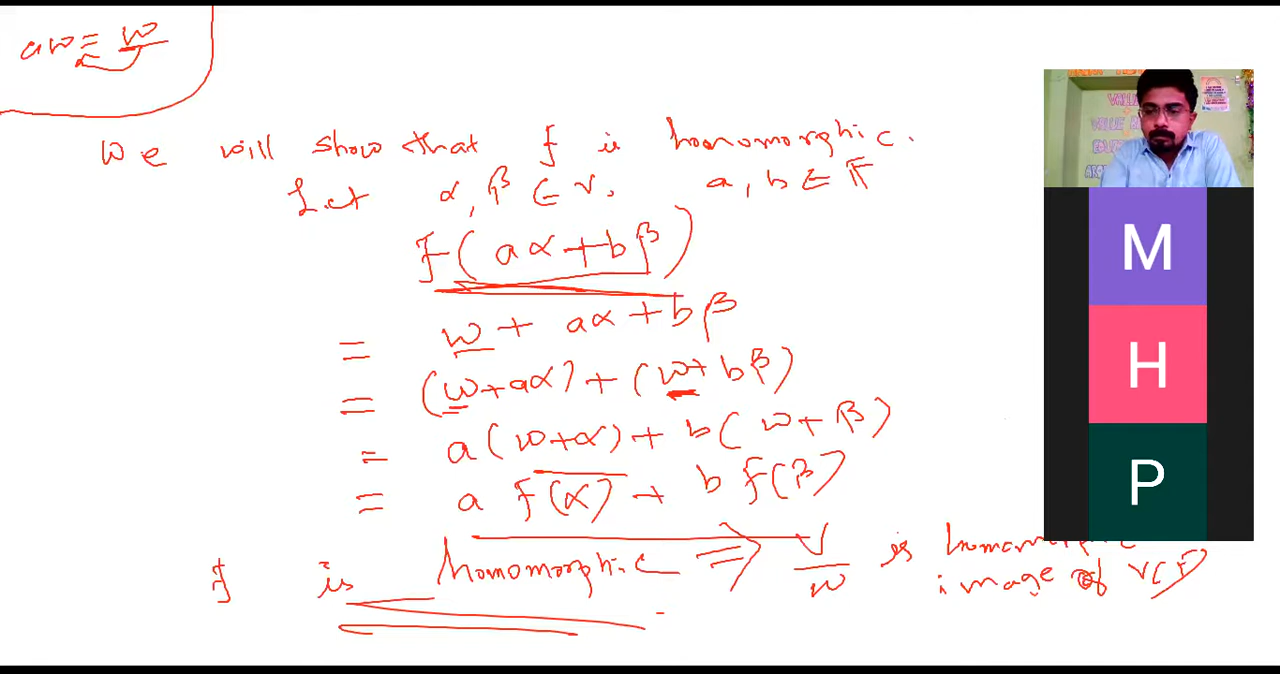 aw = w
We will show that f is homomorphic.
Let α, β ∈ V. a, b ∈ F
f(aα+bβ)
= w + aα + bβ
= (w+aα) + (w+bβ)
= a(w+α) + b(w+β)
= a f(α) + b f(β)
f is homomorphic ⇒ V/w is homomorphic
image of V(F)
M
H
P